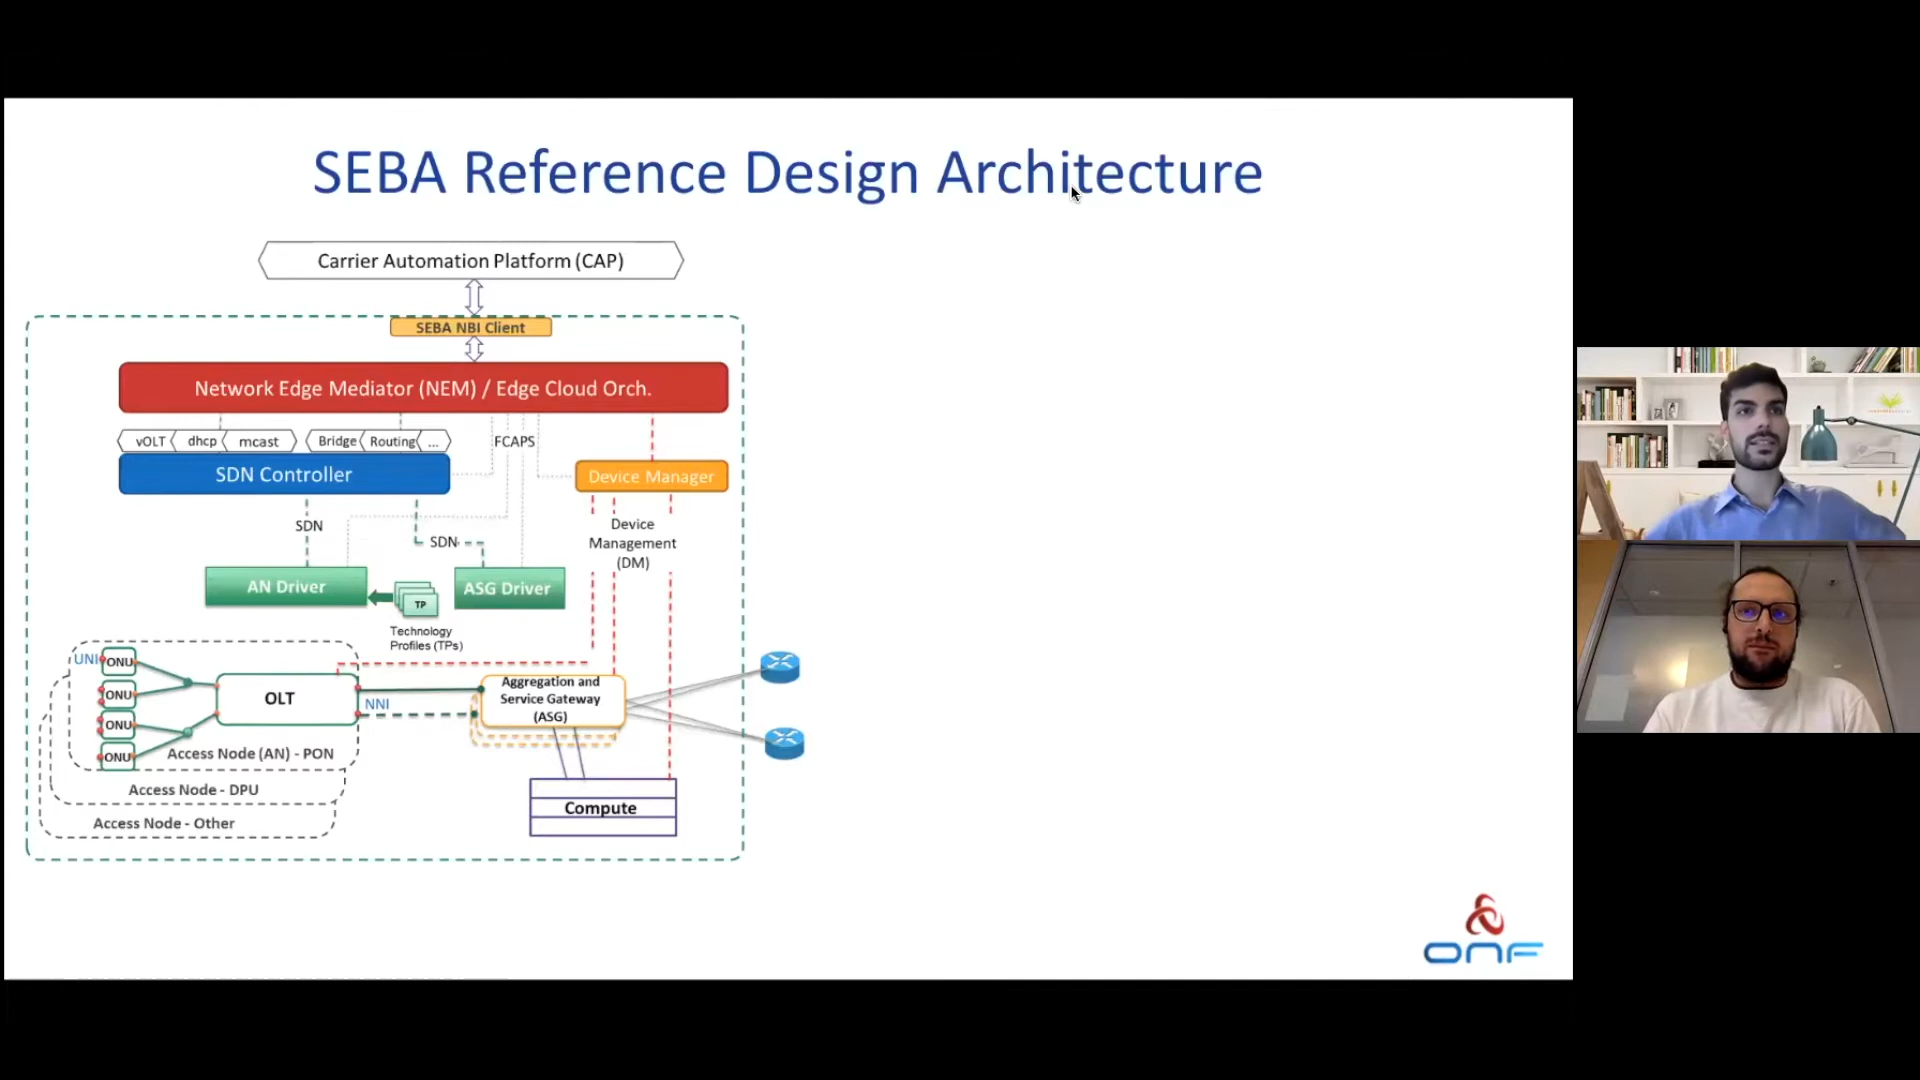 SEBA Reference Design Architecture
Carrier Automation Platform (CAP)
SEBA NBI Client
Network Edge Mediator (NEM) / Edge Cloud Orch.
vOLT
dhcp
mcast
Bridge
Routing
...
FCAPS
SDN Controller
Device Manager
SDN
SDN
Device
Management
(DM)
AN Driver
TP
ASG Driver
Technology
Profiles (TPs)
UNI
ONU
ONU
ONU
ONU
OLT
NNI
Aggregation and
Service Gateway
(ASG)
Access Node (AN) - PON
Access Node - DPU
Access Node - Other
Compute
ONF